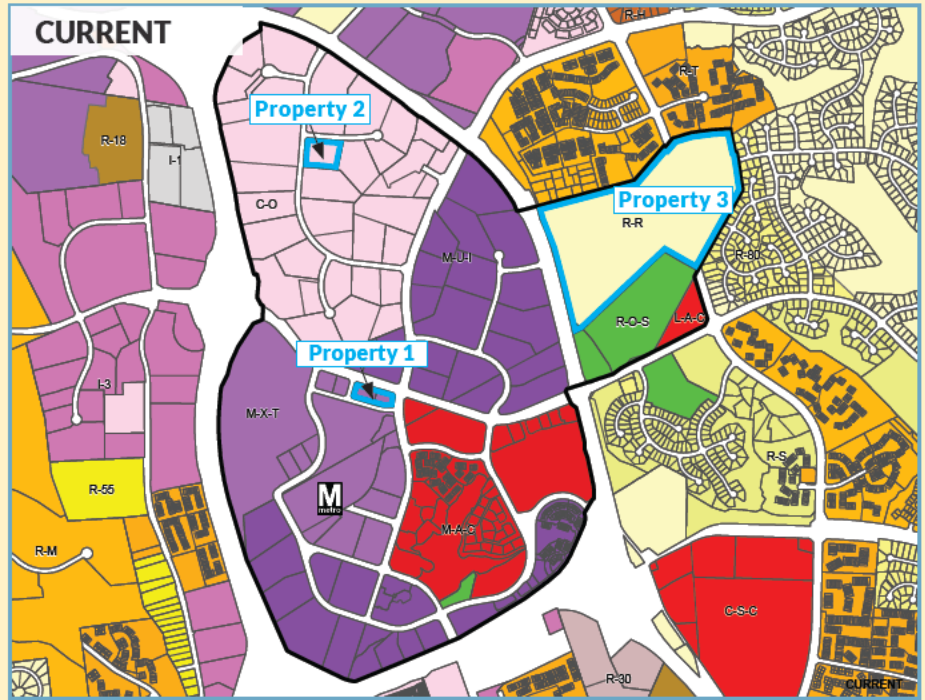 CURRENT
R-H
R-T
Property 2
R-18
I-1
Property 3
C-O
R-R
M-U-I
R-80
R-O-S
L-A-C
Property 1
I-3
M-X-T
R-S
R-55
M
metro
M-A-C
R-M
C-S-C
R-30
CURRENT